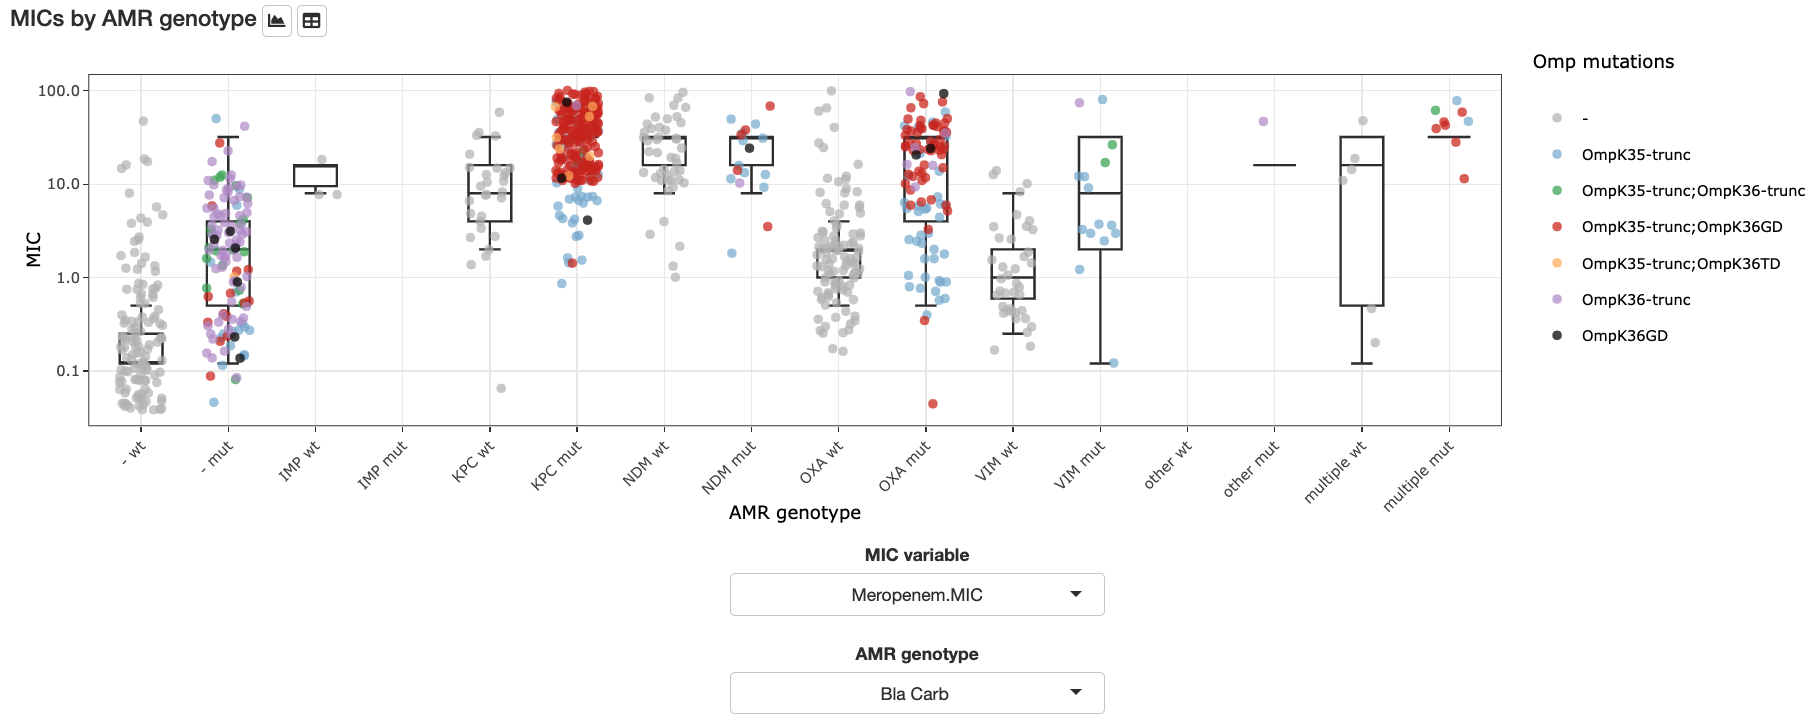 MICs by AMR genotype
Omp mutations
-
OmpK35-trunc
OmpK35-trunc;OmpK36-trunc
OmpK35-trunc;OmpK36GD
OmpK35-trunc;OmpK36TD
OmpK36-trunc
OmpK36GD
MIC
100.0
10.0
1.0
0.1
- wt
- mut
IMP wt
IMP mut
KPC wt
KPC mut
NDM wt
NDM mut
OXA wt
OXA mut
VIM wt
VIM mut
other wt
other mut
multiple wt
multiple mut
AMR genotype
MIC variable
Meropenem.MIC
AMR genotype
Bla Carb